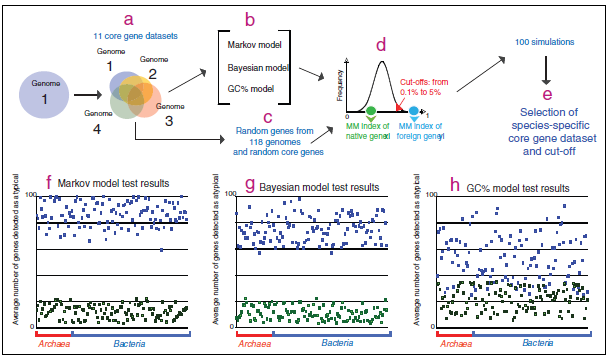 a
11 core gene datasets
Genome
1
Genome
1
Genome
2
Genome
3
Genome
4
b
Markov model
Bayesian model
GC% model
c
Random genes from
118 genomes
and random core genes
d
Frequency
Cut-offs: from
0.1% to 5%
0
1
MM index of
native gene
MM index of
foreign gene
100 simulations
e
Selection of
species-specific
core gene dataset
and cut-off
f
Markov model test results
Average number of genes detected as atypical
100
0
Archaea
Bacteria
g
Bayesian model test results
Average number of genes detected as atypical
100
0
Archaea
Bacteria
h
GC% model test results
Average number of genes detected as atypical
100
0
Archaea
Bacteria